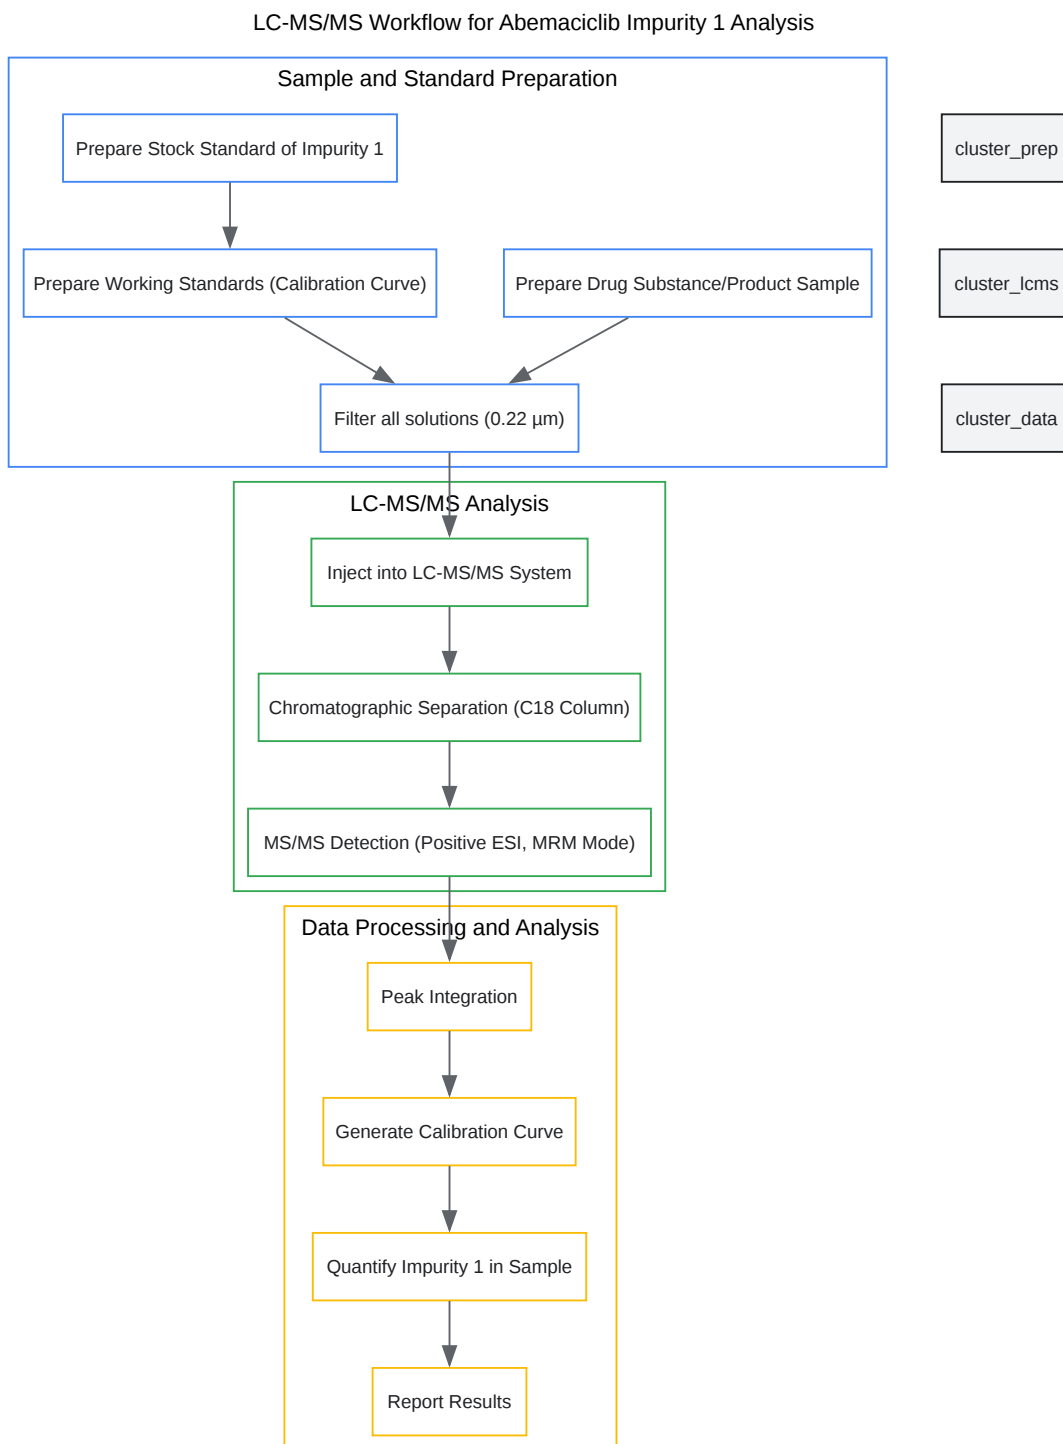 LC-MS/MS Workflow for Abemaciclib Impurity 1 Analysis
Sample and Standard Preparation
Prepare Stock Standard of Impurity 1
cluster_prep
Prepare Working Standards (Calibration Curve)
Prepare Drug Substance/Product Sample
cluster_lcms
Filter all solutions (0.22 µm)
cluster_data
LC-MS/MS Analysis
Inject into LC-MS/MS System
Chromatographic Separation (C18 Column)
MS/MS Detection (Positive ESI, MRM Mode)
Data Processing and Analysis
Peak Integration
Generate Calibration Curve
Quantify Impurity 1 in Sample
Report Results